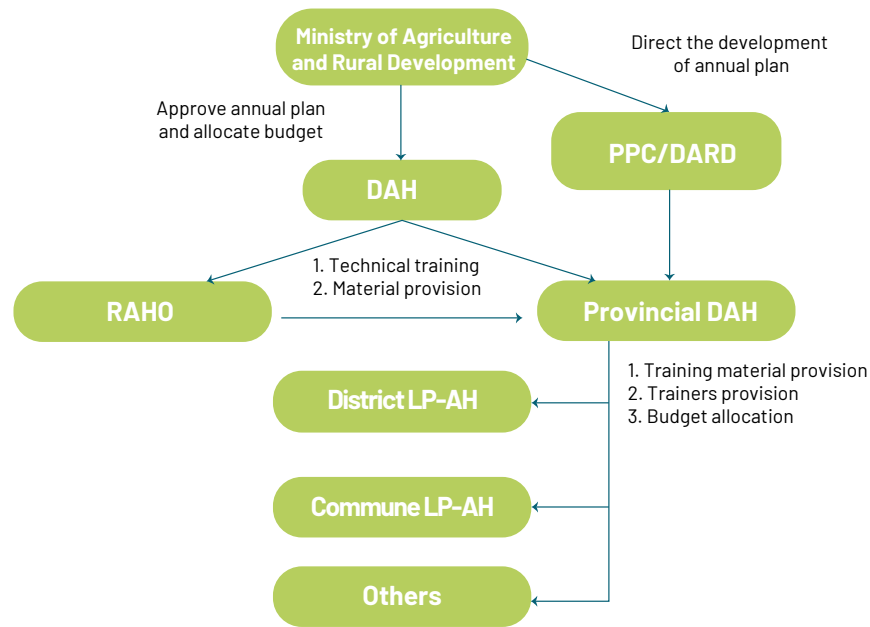 Ministry of Agriculture
and Rural Development
Direct the development
of annual plan
Approve annual plan
and allocate budget
PPC/DARD
DAH
1. Technical training
2. Material provision
RAHO
Provincial DAH
1. Training material provision
2. Trainers provision
3. Budget allocation
District LP-AH
Commune LP-AH
Others